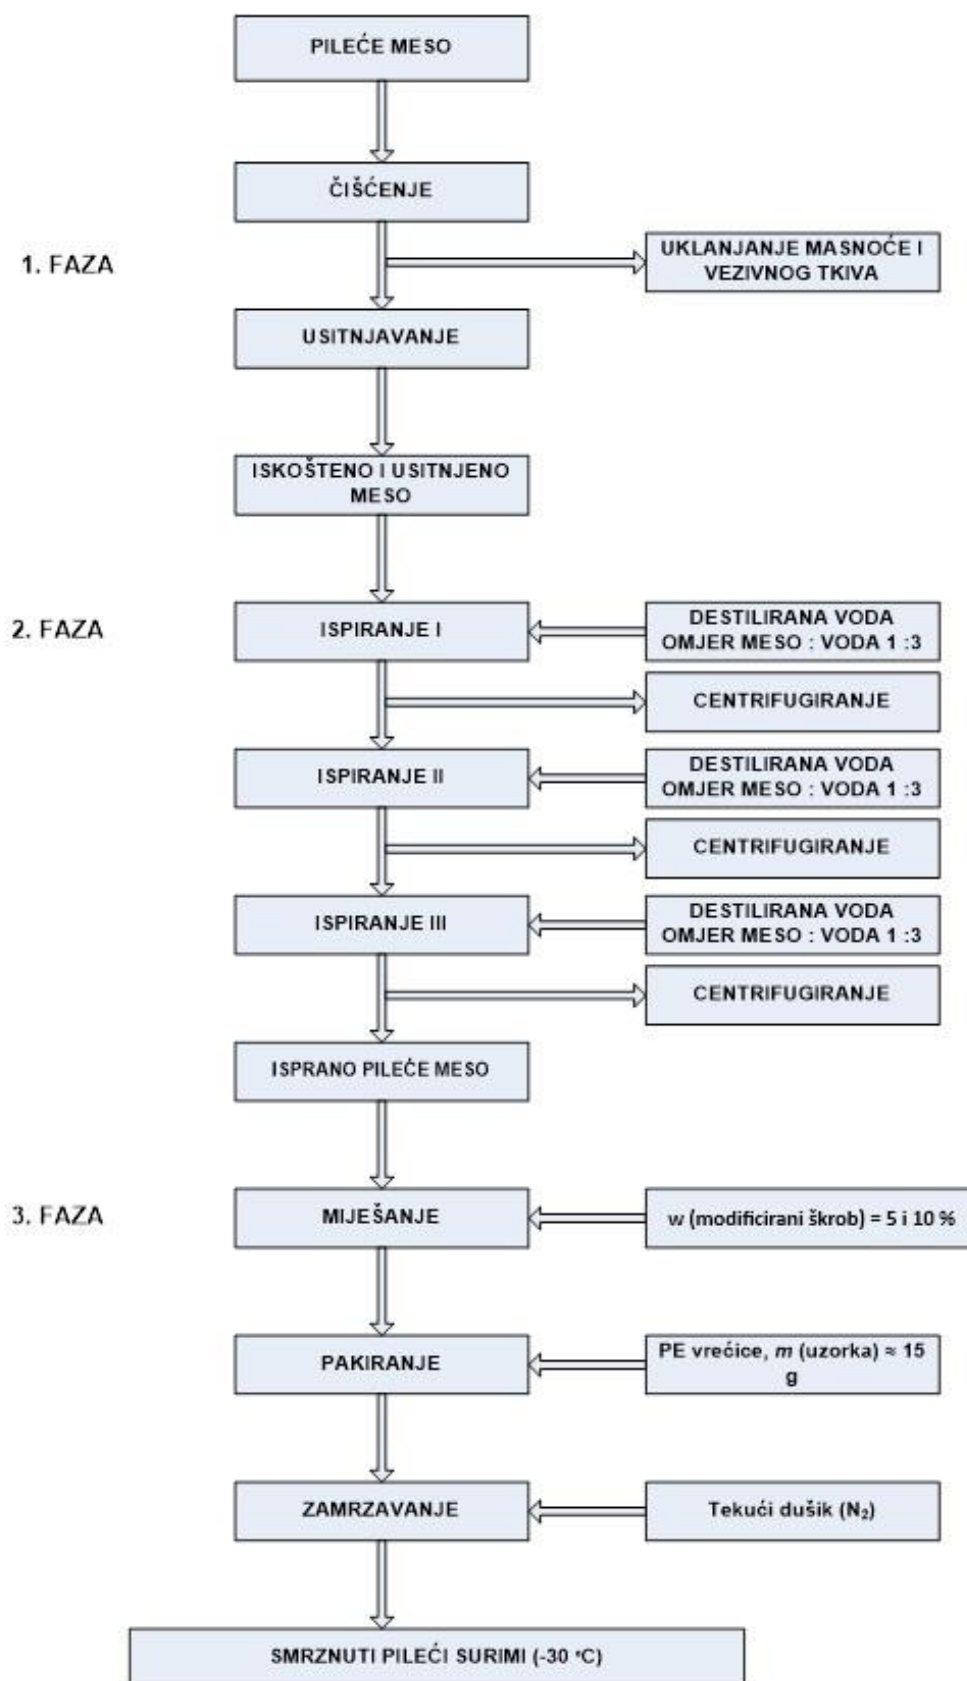 PILEĆE MESO
ČIŠĆENJE
1. FAZA
UKLANJANJE MASNOĆE I
VEZIVNOG TKIVA
USITNJAVANJE
ISKOŠTENO I USITNJENO
MESO
2. FAZA
ISPIRANJE I
DESTILIRANA VODA
OMJER MESO : VODA 1 :3
CENTRIFUGIRANJE
ISPIRANJE II
DESTILIRANA VODA
OMJER MESO : VODA 1 :3
CENTRIFUGIRANJE
ISPIRANJE III
DESTILIRANA VODA
OMJER MESO : VODA 1 :3
CENTRIFUGIRANJE
ISPRANO PILEĆE MESO
3. FAZA
MIJEŠANJE
w (modificirani škrob) = 5 i 10 %
PAKIRANJE
PE vrećice, m (uzorka) ≈ 15
g
ZAMRZAVANJE
Tekući dušik (N₂)
SMRZNUTI PILEĆI SURIMI (-30 °C)